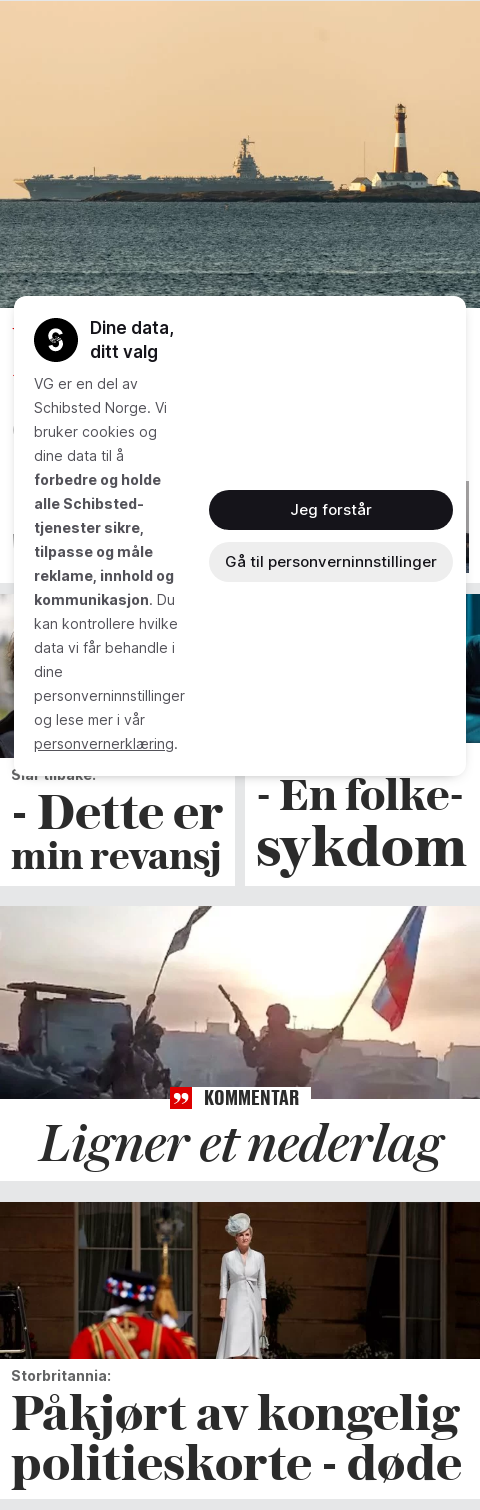 Dine data,
ditt valg
VG er en del av
Schibsted Norge. Vi
bruker cookies og
dine data til å
forbedre og holde
alle Schibsted-
tjenester sikre,
tilpasse og måle
reklame, innhold og
kommunikasjon. Du
kan kontrollere hvilke
data vi får behandle i
dine
personverninnstillinger
og lese mer i vår
personvernerklæring.
Jeg forstår
Gå til personverninnstillinger
Slår tilbake:
- Dette er
min revansj
- En folke-
sykdom
KOMMENTAR
Ligner et nederlag
Storbritannia:
Påkjørt av kongelig
politieskorte - døde